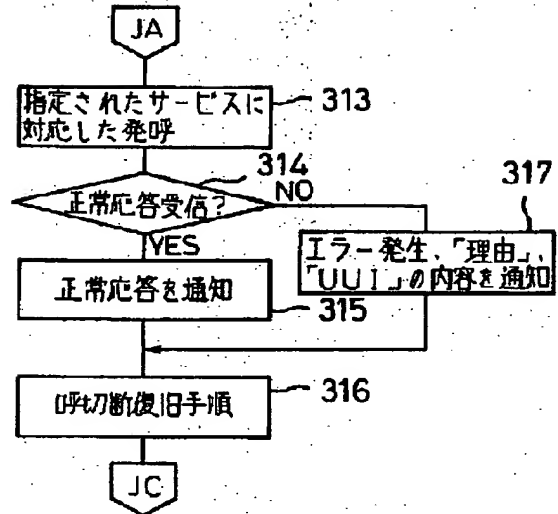 JA
指定されたサービスに 313
対応した発呼
314
正常応答受信? NO 317
YES
エラー発生、「理由」、
「UUI」の内容を通知
正常応答を通知 315
呼切断復旧手順 316
JC